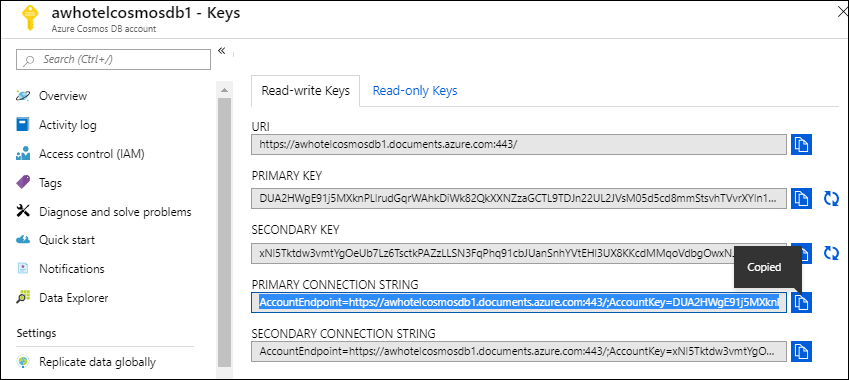 awhotelcosmosdb1 - Keys
Azure Cosmos DB account
Search (Ctrl+/)
Overview
Activity log
Access control (IAM)
Tags
Diagnose and solve problems
Quick start
Notifications
Data Explorer
Settings
Replicate data globally
Read-write Keys
Read-only Keys
URI
https://awhotelcosmosdb1.documents.azure.com:443/
PRIMARY KEY
SECONDARY KEY
Copied
PRIMARY CONNECTION STRING
AccountEndpoint=https://awhotelcosmosdb1.documents.azure.com:443/;AccountKey=DUA2HWgE91j5MXknI
SECONDARY CONNECTION STRING
AccountEndpoint=https://awhotelcosmosdb1.documents.azure.com:443/;AccountKey=xNI5Tktdw3vmtYgO...